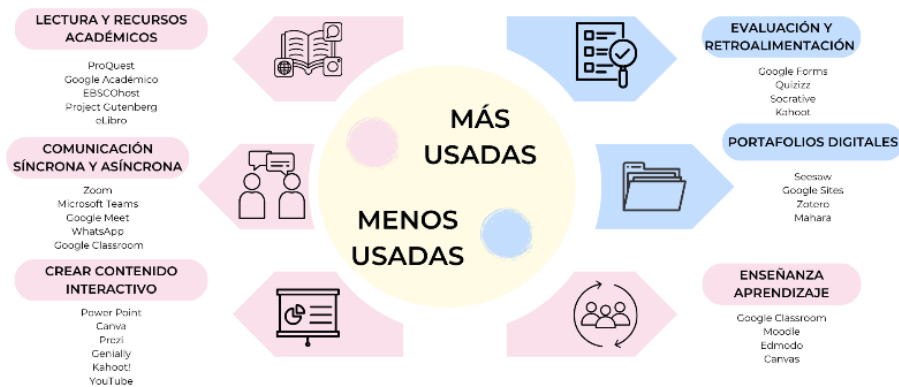 LECTURA Y RECURSOS
ACADÉMICOS
ProQuest
Google Académico
EBSCOhost
Project Gutenberg
eLibro
COMUNICACIÓN
SÍNCRONA Y ASÍNCRONA
Zoom
Microsoft Teams
Google Meet
WhatsApp
Google Classroom
CREAR CONTENIDO
INTERACTIVO
Power Point
Canva
Prezi
Genially
Kahoot!
YouTube
MÁS
USADAS
MENOS
USADAS
EVALUACIÓN Y
RETROALIMENTACIÓN
Google Forms
Quizizz
Socrative
Kahoot
PORTAFOLIOS DIGITALES
Seesaw
Google Sites
Zotero
Mahara
ENSEÑANZA
APRENDIZAJE
Google Classroom
Moodle
Edmodo
Canvas